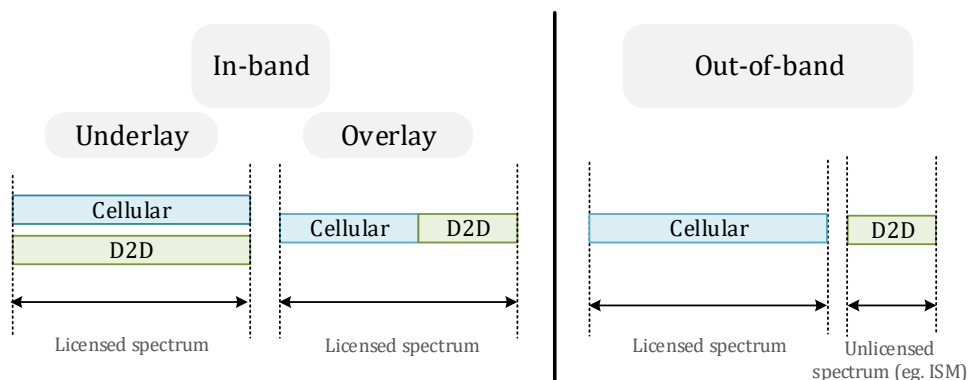 In-band
Underlay
Overlay
Cellular
D2D
Licensed spectrum
Cellular
D2D
Licensed spectrum
Out-of-band
Cellular
D2D
Licensed spectrum
Unlicensed
spectrum (eg. ISM)